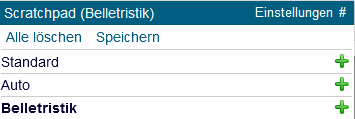 Scratchpad (Belletristik) Einstellungen #
Alle löschen Speichern
Standard
Auto
Belletristik